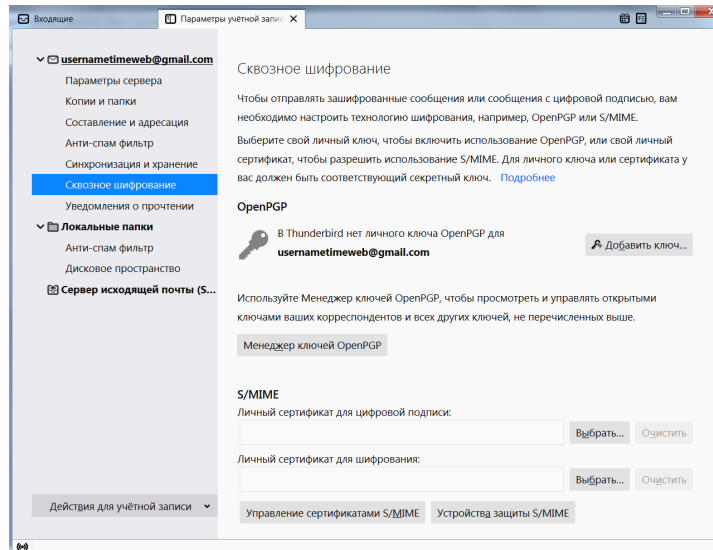 Входящие
Параметры учётной запис
usernametimeweb@gmail.com
Параметры сервера
Копии и папки
Составление и адресация
Анти-спам фильтр
Синхронизация и хранение
Сквозное шифрование
Уведомления о прочтении
Локальные папки
Анти-спам фильтр
Дисковое пространство
Сервер исходящей почты (S...
Действия для учётной записи
Сквозное шифрование
Чтобы отправлять зашифрованные сообщения или сообщения с цифровой подписью, вам
необходимо настроить технологию шифрования, например, OpenPGP или S/MIME.
Выберите свой личный ключ, чтобы включить использование OpenPGP, или свой личный
сертификат, чтобы разрешить использование S/MIME. Для личного ключа или сертификата у
вас должен быть соответствующий секретный ключ. Подробнее
OpenPGP
В Thunderbird нет личного ключа OpenPGP для
usernametimeweb@gmail.com
Добавить ключ...
Используйте Менеджер ключей OpenPGP, чтобы просмотреть и управлять открытыми
ключами ваших корреспондентов и всех других ключей, не перечисленных выше.
Менеджер ключей OpenPGP
S/MIME
Личный сертификат для цифровой подписи:
Выбрать... Очистить
Личный сертификат для шифрования:
Выбрать... Очистить
Управление сертификатами S/MIME Устройства защиты S/MIME